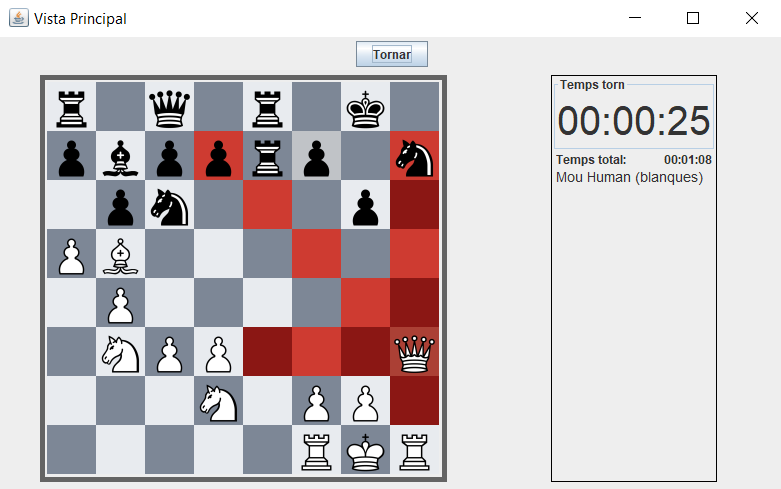 Vista Principal
Tornar
Temps torn
00:00:25
Temps total: 00:01:08
Mou Human (blanques)